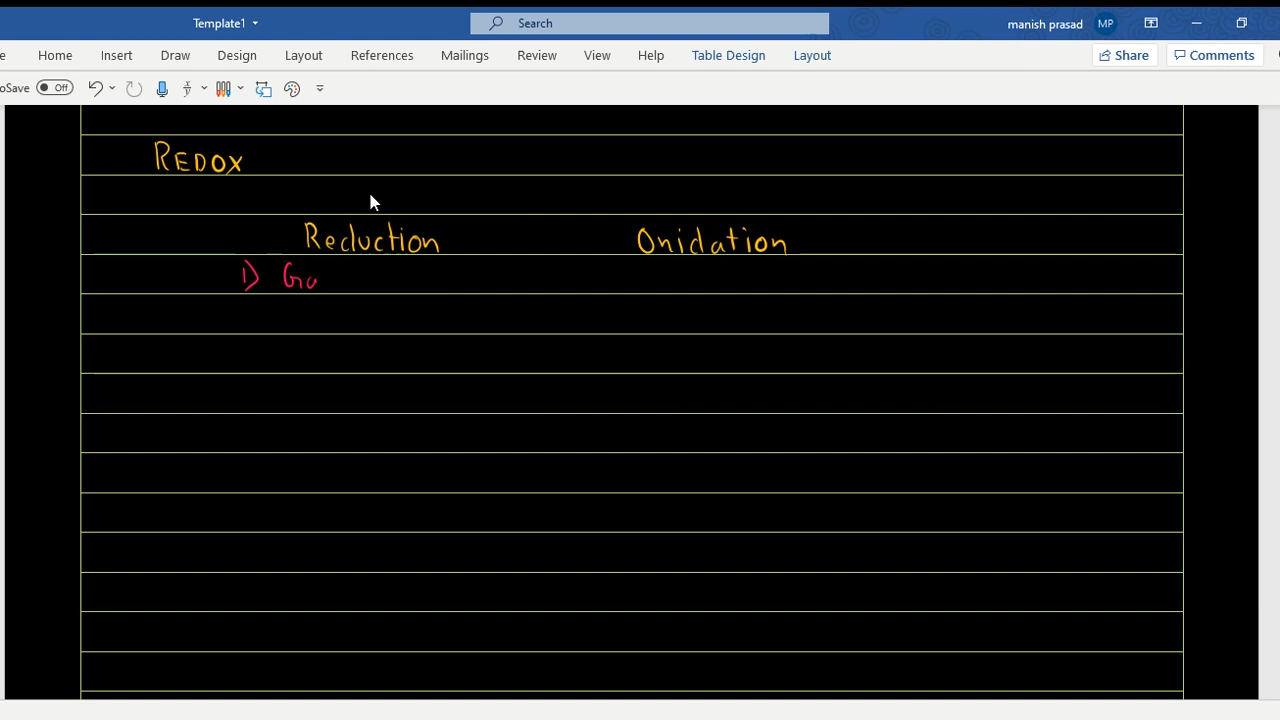 Template1
Search
manish prasad MP
Home Insert Draw Design Layout References Mailings Review View Help Table Design Layout Share Comments
oSave Off
REDOX
Reduction Onidation
1) Ga